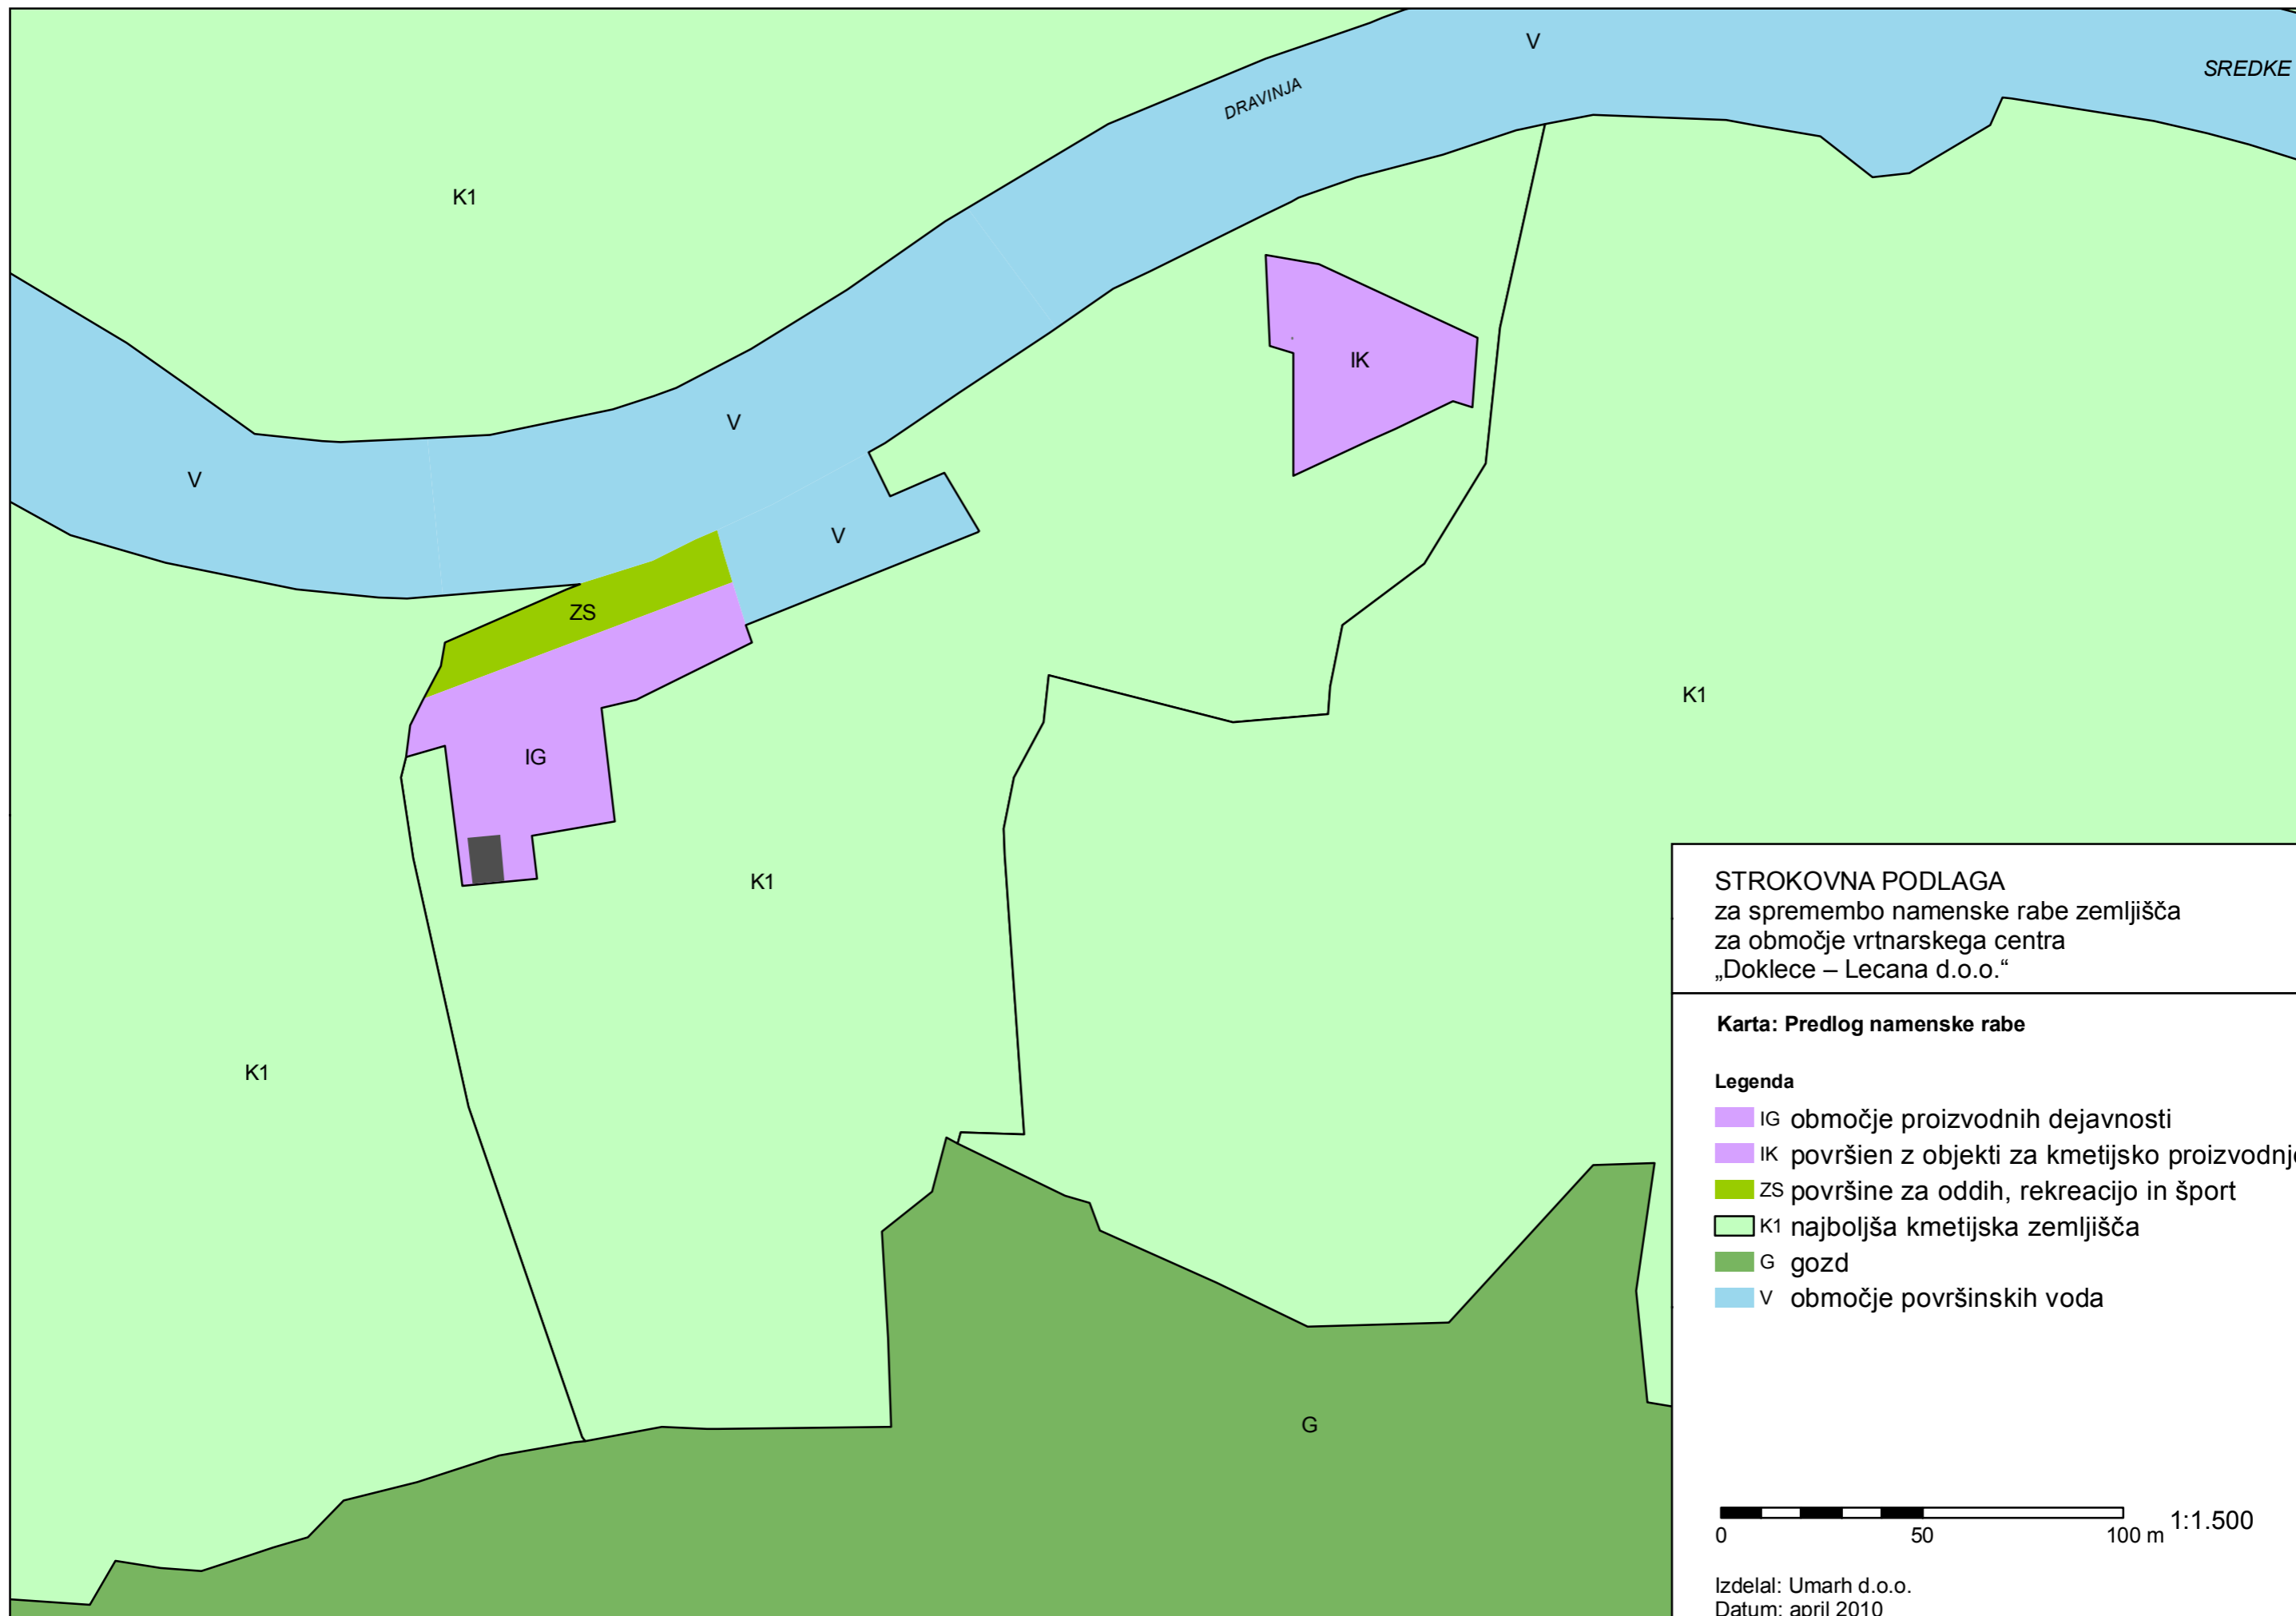 V
SREDKE
DRAVINJA
K1
IK
V
V
V
ZS
K1
IG
K1
K1
G
STROKOVNA PODLAGA
za spremembo namenske rabe zemljišča
za območje vrtnarskega centra
„Doklece – Lecana d.o.o.“
Karta: Predlog namenske rabe
Legenda
IG območje proizvodnih dejavnosti
IK površien z objekti za kmetijsko proizvodnjo
ZS površine za oddih, rekreacijo in šport
K1 najboljša kmetijska zemljišča
G gozd
V območje površinskih voda
0 50 100 m 1:1.500
Izdelal: Umarh d.o.o.
Datum: april 2010